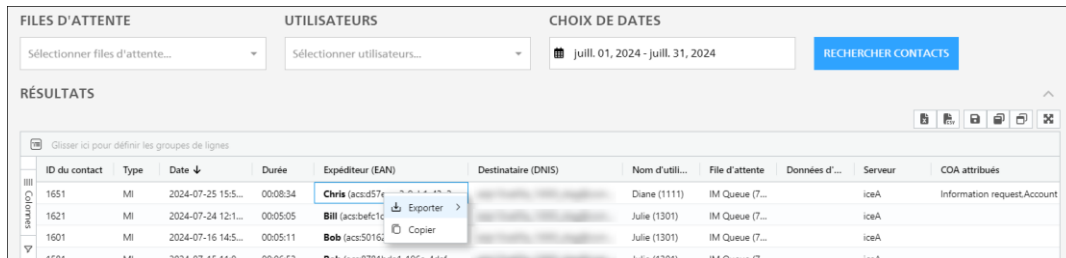 FILES D'ATTENTE UTILISATEURS CHOIX DE DATES
Sélectionner files d'attente... Sélectionner utilisateurs... juill. 01, 2024 - juill. 31, 2024 RECHERCHER CONTACTS
RÉSULTATS
Glisser ici pour définir les groupes de lignes
Colonnes
ID du contact Type Date Durée Expéditeur (EAN) Destinataire (DNIS) Nom d'utili... File d'attente Données d'... Serveur COA attribués
1651 MI 2024-07-25 15:5... 00:08:34 Chris Diane (1111) IM Queue (7... iceA Information request,Account
Exporter
1621 MI 2024-07-24 12:1... 00:05:05 Bill (acs:befc1c Julie (1301) IM Queue (7... iceA
Copier
1601 MI 2024-07-16 14:5... 00:05:11 Bob (acs:50162 Julie (1301) IM Queue (7... iceA